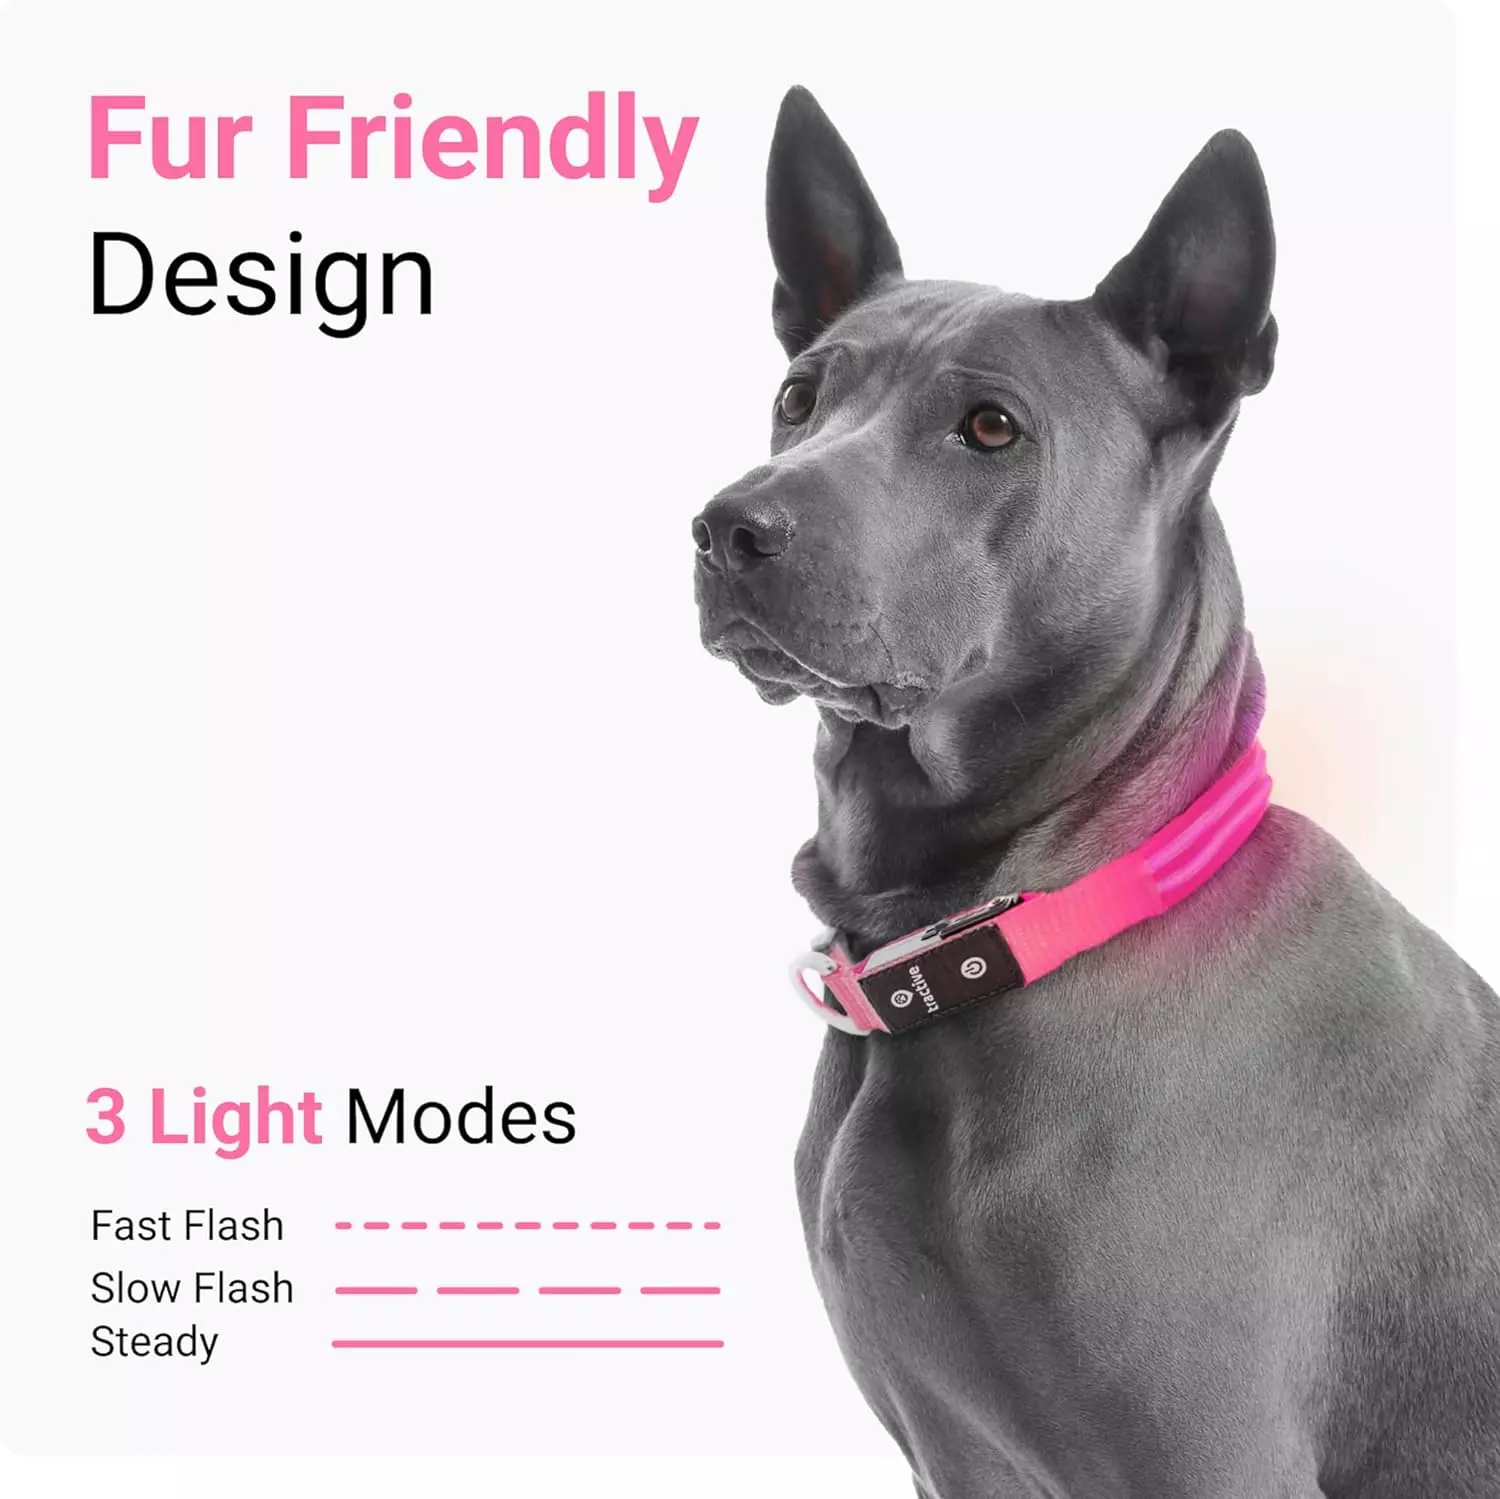 Fur Friendly
Design
tractive
3 Light Modes
Fast Flash
Slow Flash
Steady